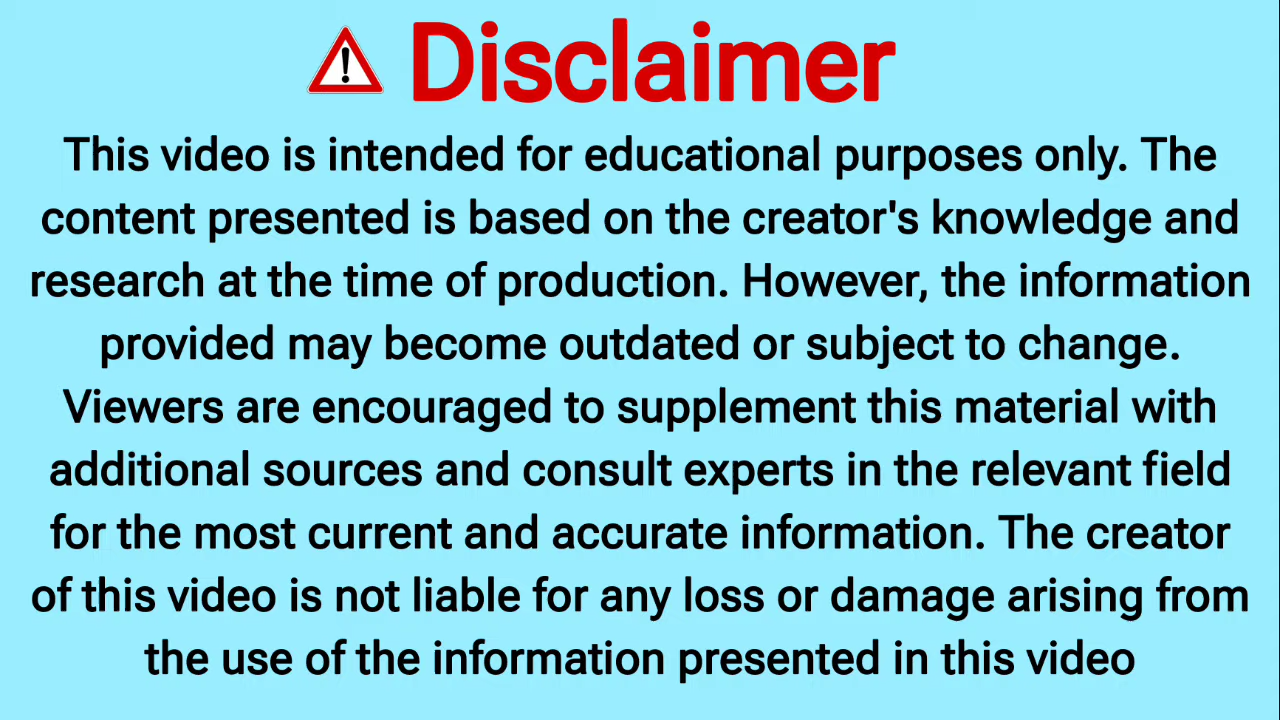 Disclaimer
This video is intended for educational purposes only. The
content presented is based on the creator's knowledge and
research at the time of production. However, the information
provided may become outdated or subject to change.
Viewers are encouraged to supplement this material with
additional sources and consult experts in the relevant field
for the most current and accurate information. The creator
of this video is not liable for any loss or damage arising from
the use of the information presented in this video